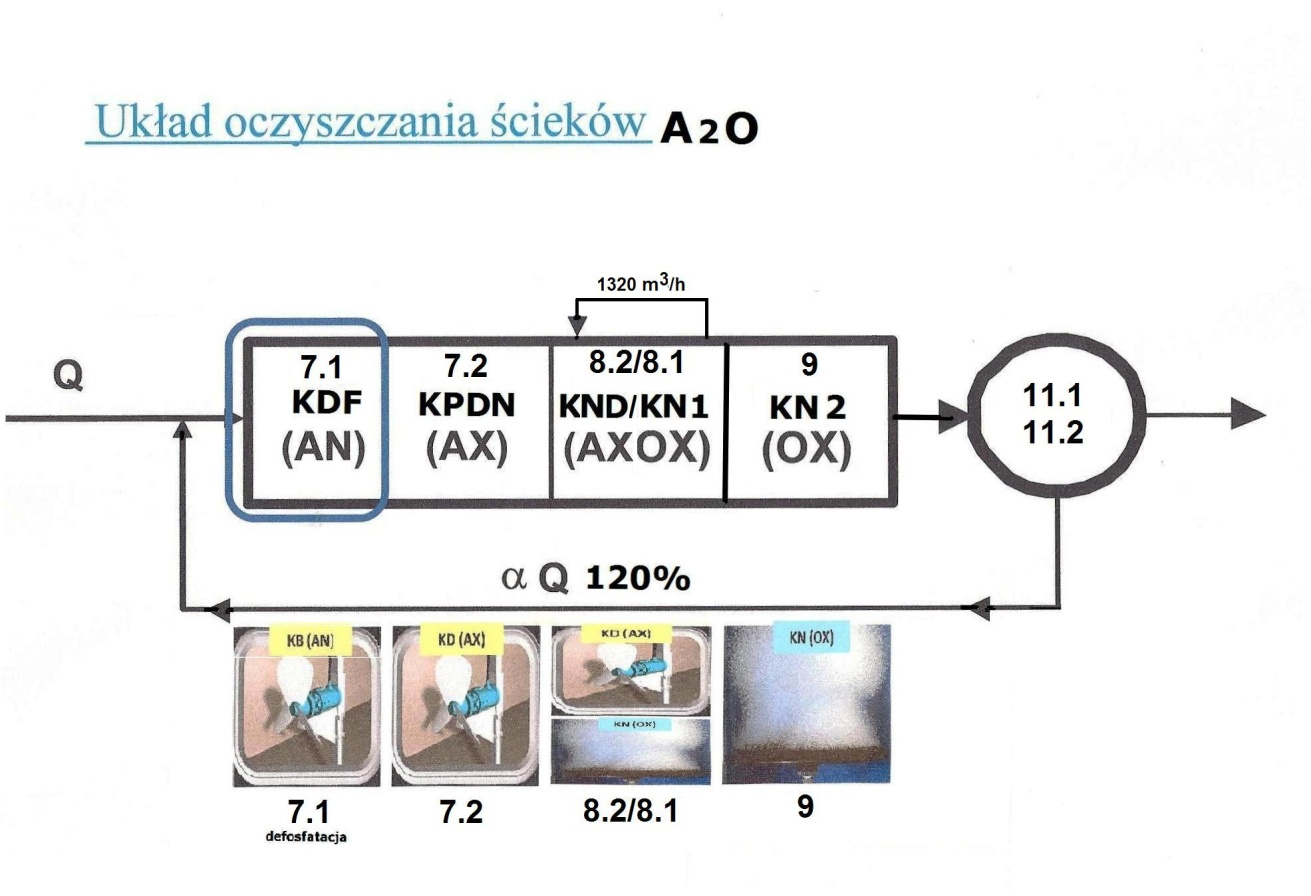 Układ oczyszczania ścieków A2O
1320 m³/h
Q
7.1
KDF
(AN)
7.2
KPDN
(AX)
8.2/8.1
KND/KN1
(AXOX)
9
KN2
(OX)
11.1
11.2
α Q 120%
KB (AN)
KD (AX)
KD (AX)
KN (OX)
KN (OX)
7.1
defosfatacja
7.2
8.2/8.1
9